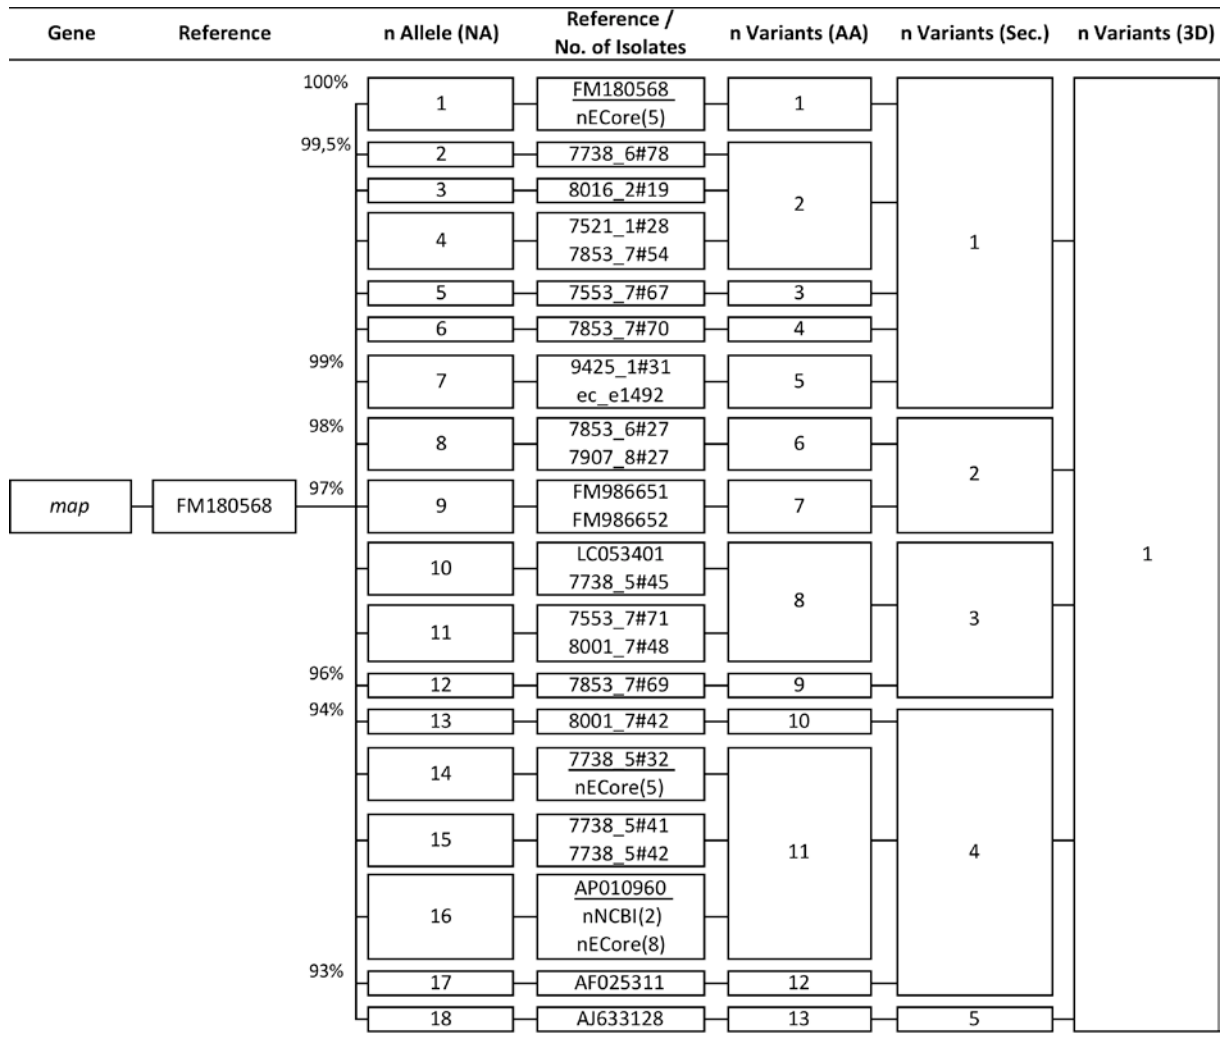 Gene Reference n Allele (NA) Reference / No. of Isolates n Variants (AA) n Variants (Sec.) n Variants (3D)
100%
1 FM180568 1
nECore(5)
99,5%
2 7738_6#78
3 8016_2#19 2
4 7521_1#28
7853_7#54
1
5 7553_7#67 3
6 7853_7#70 4
99%
7 9425_1#31 5
ec_e1492
98%
8 7853_6#27 6
7907_8#27
2
97%
map FM180568 9 FM986651 7
FM986652
10 LC053401
7738_5#45
1
8
3
11 7553_7#71
8001_7#48
96%
12 7853_7#69 9
94%
13 8001_7#42 10
14 7738_5#32
nECore(5)
15 7738_5#41
7738_5#42
11 4
16 AP010960
nNCBI(2)
nECore(8)
93%
17 AF025311 12
18 AJ633128 13 5